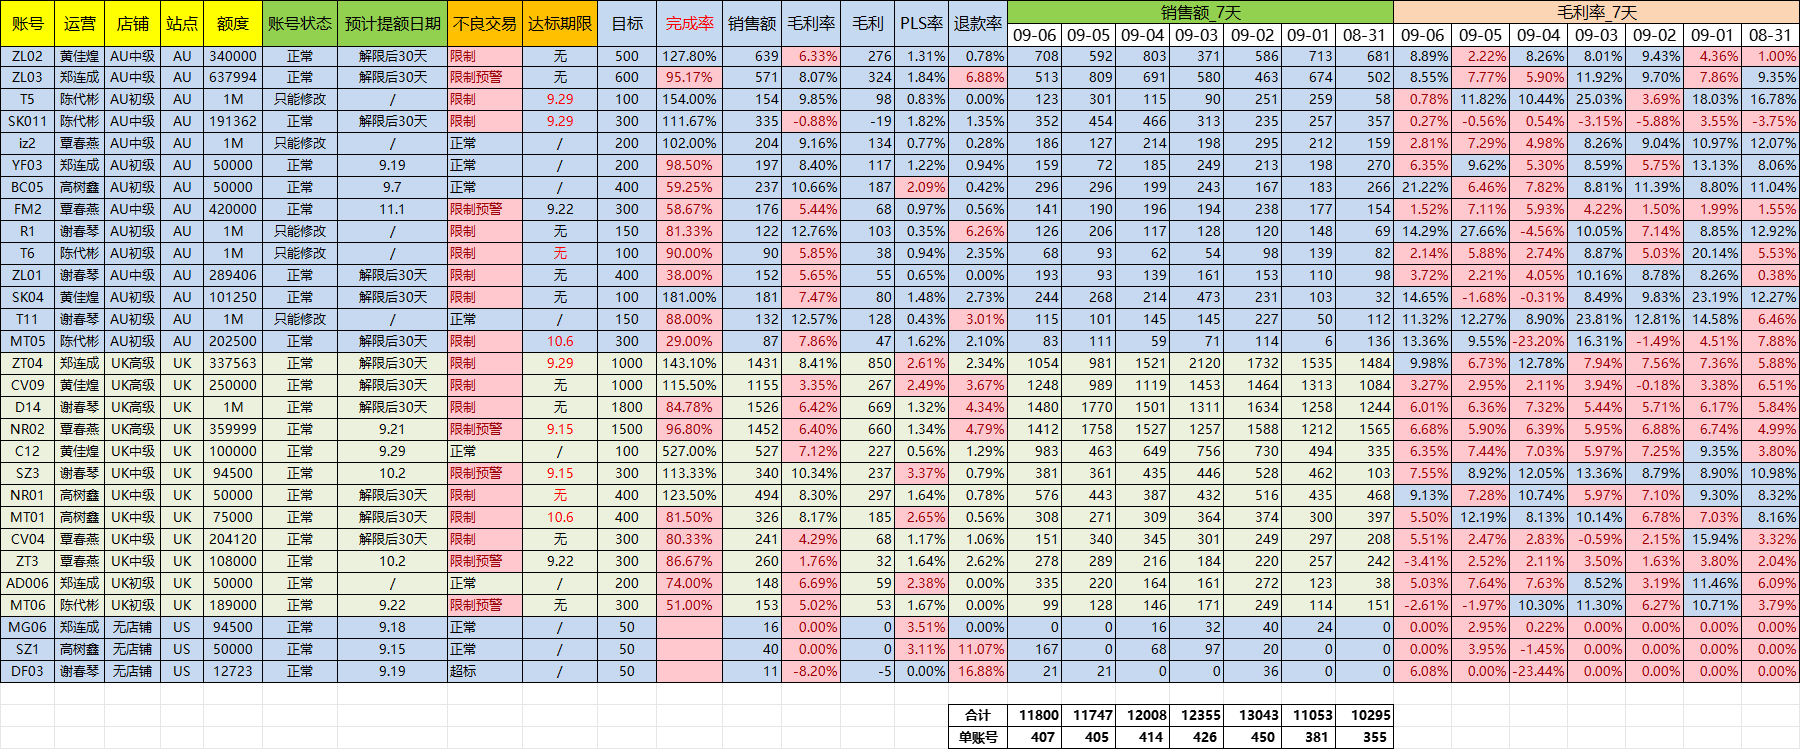 账号 运营 店铺 站点 额度 账号状态 预计提额日期 不良交易 达标期限 目标 完成率 销售额 毛利率 毛利 PLS率 退款率 销售额_7天 毛利率_7天
09-06 09-05 09-04 09-03 09-02 09-01 08-31 09-06 09-05 09-04 09-03 09-02 09-01 08-31
ZL02 黄佳煌 AU中级 AU 340000 正常 解限后30天 限制 无 500 127.80% 639 6.33% 276 1.31% 0.78% 708 592 803 371 586 713 681 8.89% 2.22% 8.26% 8.01% 9.43% 4.36% 1.00%
ZL03 郑连成 AU中级 AU 637994 正常 解限后30天 限制预警 无 600 95.17% 571 8.07% 324 1.84% 6.88% 513 809 691 580 463 674 502 8.55% 7.77% 5.90% 11.92% 9.70% 7.86% 9.35%
T5 陈代彬 AU初级 AU 1M 只能修改 / 限制 9.29 100 154.00% 154 9.85% 98 0.83% 0.00% 123 301 115 90 251 259 58 0.78% 11.82% 10.44% 25.03% 3.69% 18.03% 16.78%
SK011 陈代彬 AU中级 AU 191362 正常 解限后30天 限制 9.29 300 111.67% 335 -0.88% -19 1.82% 1.35% 352 454 466 313 235 257 357 0.27% -0.56% 0.54% -3.15% -5.88% 3.55% -3.75%
iz2 覃春燕 AU中级 AU 1M 只能修改 / 正常 / 200 102.00% 204 9.16% 134 0.77% 0.28% 186 127 214 198 295 212 159 2.81% 7.29% 4.98% 8.26% 9.04% 10.97% 12.07%
YF03 郑连成 AU初级 AU 50000 正常 9.19 正常 / 200 98.50% 197 8.40% 117 1.22% 0.94% 159 72 185 249 213 198 270 6.35% 9.62% 5.30% 8.59% 5.75% 13.13% 8.06%
BC05 高树鑫 AU初级 AU 50000 正常 9.7 正常 / 400 59.25% 237 10.66% 187 2.09% 0.42% 296 296 199 243 167 183 266 21.22% 6.46% 7.82% 8.81% 11.39% 8.80% 11.04%
FM2 覃春燕 AU中级 AU 420000 正常 11.1 限制预警 9.22 300 58.67% 176 5.44% 68 0.97% 0.56% 141 190 196 194 238 177 154 1.52% 7.11% 5.93% 4.22% 1.50% 1.99% 1.55%
R1 谢春琴 AU初级 AU 1M 只能修改 / 限制 无 150 81.33% 122 12.76% 103 0.35% 6.26% 126 206 117 128 120 148 69 14.29% 27.66% -4.56% 10.05% 7.14% 8.85% 12.92%
T6 陈代彬 AU初级 AU 1M 只能修改 / 限制 无 100 90.00% 90 5.85% 38 0.94% 2.35% 68 93 62 54 98 139 82 2.14% 5.88% 2.74% 8.87% 5.03% 20.14% 5.53%
ZL01 谢春琴 AU中级 AU 289406 正常 解限后30天 限制 无 400 38.00% 152 5.65% 55 0.65% 0.00% 193 93 139 161 153 110 98 3.72% 2.21% 4.05% 10.16% 8.78% 8.26% 0.38%
SK04 黄佳煌 AU初级 AU 101250 正常 解限后30天 限制 无 100 181.00% 181 7.47% 80 1.48% 2.73% 244 268 214 473 231 103 32 14.65% -1.68% -0.31% 8.49% 9.83% 23.19% 12.27%
T11 谢春琴 AU初级 AU 1M 只能修改 / 正常 / 150 88.00% 132 12.57% 128 0.43% 3.01% 115 101 145 145 227 50 112 11.32% 12.27% 8.90% 23.81% 12.81% 14.58% 6.46%
MT05 陈代彬 AU初级 AU 202500 正常 解限后30天 限制 10.6 300 29.00% 87 7.86% 47 1.62% 2.10% 83 111 59 71 114 6 136 13.36% 9.55% -23.20% 16.31% -1.49% 4.51% 7.88%
ZT04 郑连成 UK高级 UK 337563 正常 解限后30天 限制 9.29 1000 143.10% 1431 8.41% 850 2.61% 2.34% 1054 981 1521 2120 1732 1535 1484 9.98% 6.73% 12.78% 7.94% 7.56% 7.36% 5.88%
CV09 黄佳煌 UK高级 UK 250000 正常 解限后30天 限制 无 1000 115.50% 1155 3.35% 267 2.49% 3.67% 1248 989 1119 1453 1464 1313 1084 3.27% 2.95% 2.11% 3.94% -0.18% 3.38% 6.51%
D14 谢春琴 UK高级 UK 1M 正常 解限后30天 限制 无 1800 84.78% 1526 6.42% 669 1.32% 4.34% 1480 1770 1501 1311 1634 1258 1244 6.01% 6.36% 7.32% 5.44% 5.71% 6.17% 5.84%
NR02 覃春燕 UK高级 UK 359999 正常 9.21 限制预警 9.15 1500 96.80% 1452 6.40% 660 1.34% 4.79% 1412 1758 1527 1257 1588 1212 1565 6.68% 5.90% 6.39% 5.95% 6.88% 6.74% 4.99%
C12 黄佳煌 UK中级 UK 100000 正常 9.29 正常 / 100 527.00% 527 7.12% 227 0.56% 1.29% 983 463 649 756 730 494 335 6.35% 7.44% 7.03% 5.97% 7.25% 9.35% 3.80%
SZ3 谢春琴 UK中级 UK 94500 正常 10.2 限制预警 9.15 300 113.33% 340 10.34% 237 3.37% 0.79% 381 361 435 446 528 462 103 7.55% 8.92% 12.05% 13.36% 8.79% 8.90% 10.98%
NR01 高树鑫 UK中级 UK 50000 正常 解限后30天 限制 无 400 123.50% 494 8.30% 297 1.64% 0.78% 576 443 387 432 516 435 468 9.13% 7.28% 10.74% 5.97% 7.10% 9.30% 8.32%
MT01 高树鑫 UK中级 UK 75000 正常 解限后30天 限制 10.6 400 81.50% 326 8.17% 185 2.65% 0.56% 308 271 309 364 374 300 397 5.50% 12.19% 8.13% 10.14% 6.78% 7.03% 8.16%
CV04 覃春燕 UK中级 UK 204120 正常 解限后30天 限制 无 300 80.33% 241 4.29% 68 1.17% 1.06% 151 340 345 301 249 297 208 5.51% 2.47% 2.83% -0.59% 2.15% 15.94% 3.32%
ZT3 覃春燕 UK中级 UK 108000 正常 10.2 限制预警 9.22 300 86.67% 260 1.76% 32 1.64% 2.62% 278 289 216 184 220 257 242 -3.41% 2.52% 2.11% 3.50% 1.63% 3.80% 2.04%
AD006 郑连成 UK初级 UK 50000 正常 / 正常 / 200 74.00% 148 6.69% 59 2.38% 0.00% 335 220 164 161 272 123 38 5.03% 7.64% 7.63% 8.52% 3.19% 11.46% 6.09%
MT06 陈代彬 UK初级 UK 189000 正常 9.22 限制预警 无 300 51.00% 153 5.02% 53 1.67% 0.00% 99 128 146 171 249 114 151 -2.61% -1.97% 10.30% 11.30% 6.27% 10.71% 3.79%
MG06 郑连成 无店铺 US 94500 正常 9.18 正常 / 50 16 0.00% 0 3.51% 0.00% 0 0 16 32 40 24 0 0.00% 2.95% 0.22% 0.00% 0.00% 0.00% 0.00%
SZ1 高树鑫 无店铺 US 50000 正常 9.15 正常 / 50 40 0.00% 0 3.11% 11.07% 167 0 68 97 20 0 0 0.00% 3.95% -1.45% 0.00% 0.00% 0.00% 0.00%
DF03 谢春琴 无店铺 US 12723 正常 9.19 超标 / 50 11 -8.20% -5 0.00% 16.88% 21 21 0 0 36 0 0 6.08% 0.00% -23.44% 0.00% 0.00% 0.00% 0.00%
合计 11800 11747 12008 12355 13043 11053 10295
单账号 407 405 414 426 450 381 355